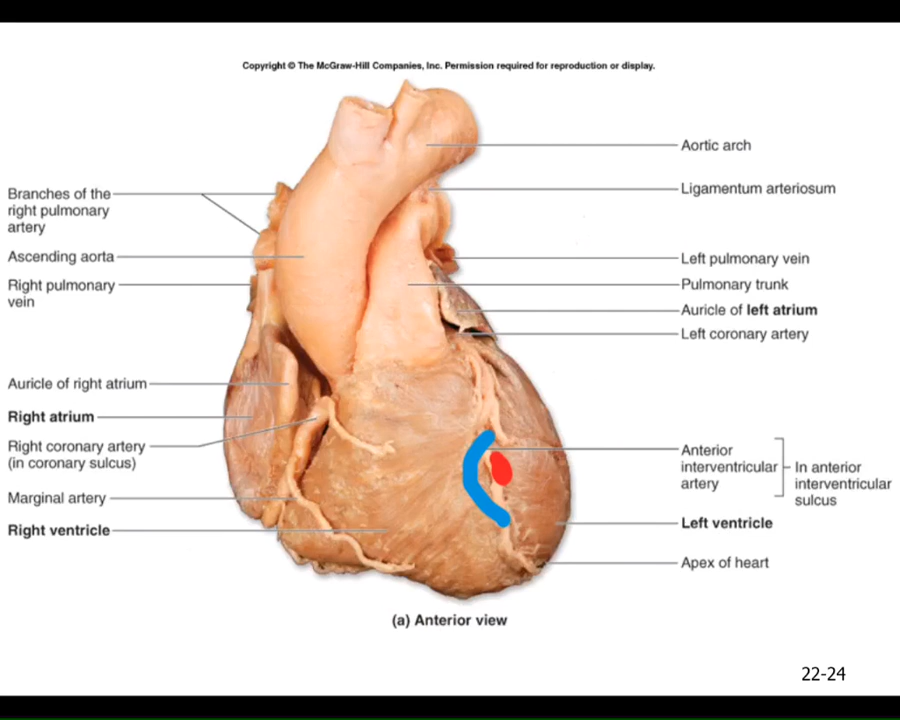 Copyright © The McGraw-Hill Companies, Inc. Permission required for reproduction or display.
Branches of the
right pulmonary
artery
Ascending aorta
Right pulmonary
vein
Auricle of right atrium
Right atrium
Right coronary artery
(in coronary sulcus)
Marginal artery
Right ventricle
Aortic arch
Ligamentum arteriosum
Left pulmonary vein
Pulmonary trunk
Auricle of left atrium
Left coronary artery
Anterior
interventricular
artery
In anterior
interventricular
sulcus
Left ventricle
Apex of heart
(a) Anterior view
22-24